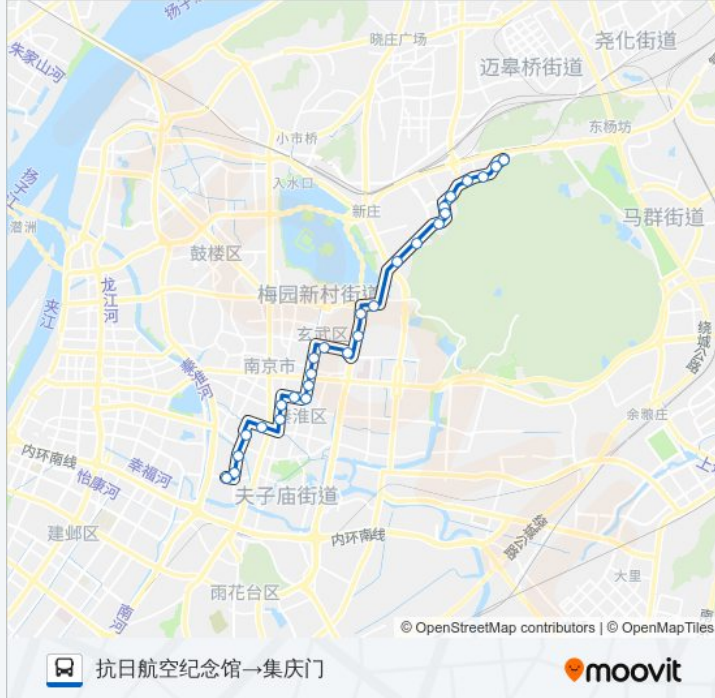 扬子江
朱家山河
晓庄广场
尧化街道
迈皋桥街道
东杨坊
小市桥
入水口
扬子江
新庄
潜洲
马群街道
鼓楼区
龙江河
夹江
梅园新村街道
绕城公路
玄武区
南京市
秦淮河
秦淮区
余粮庄
内环南线
幸福河
怡康河
夫子庙街道
建邺区
内环南线
绕城公路
大里
雨花台区
南河
© OpenStreetMap contributors | © OpenMapTiles
抗日航空纪念馆→集庆门
moovit